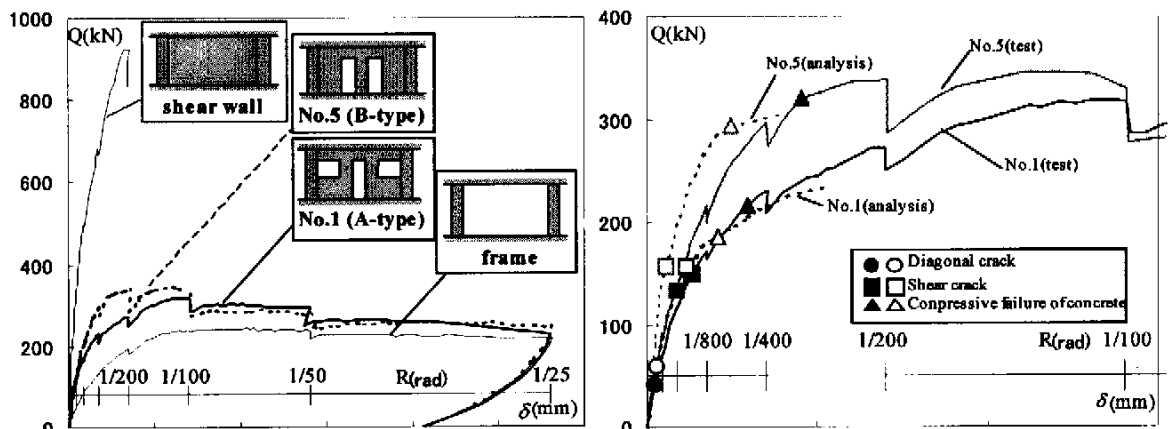 1000
Q(kN)
800
600
400
200
0
shear wall
No.5 (B-type)
No.1 (A-type)
frame
1/200
1/100
1/50
R(rad)
1/25
δ(mm)
400
Q(kN)
300
200
100
0
No.5(analysis)
No.5(test)
No.1(test)
No.1(analysis)
Diagonal crack
Shear crack
Conpressive failure of concrete
1/800
1/400
1/200
R(rad)
1/100
δ(mm)